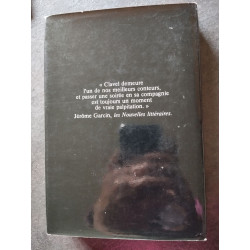 « Clavel demeure
l'un de nos meilleurs conteurs,
et passer une soirée en sa compagnie
est toujours un moment
de vraie palpitation. »
Jérôme Garcin, les Nouvelles littéraires.